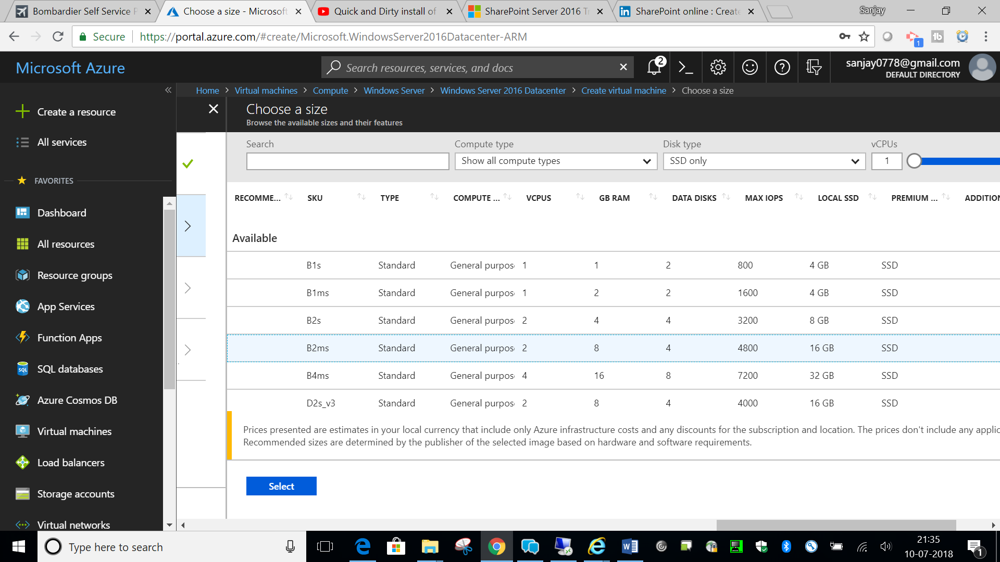 Bombardier Self Service P
Choose a size - Microsoft
Quick and Dirty install of
SharePoint Server 2016 Tr
SharePoint online : Create
Sanjay
Secure
https://portal.azure.com/#create/Microsoft.WindowsServer2016Datacenter-ARM
1
Microsoft Azure
Search resources, services, and docs
2
sanjay0778@gmail.com
DEFAULT DIRECTORY
Home > Virtual machines > Compute > Windows Server > Windows Server 2016 Datacenter > Create virtual machine > Choose a size
Create a resource
All services
FAVORITES
Dashboard
All resources
Resource groups
App Services
Function Apps
SQL databases
Azure Cosmos DB
Virtual machines
Load balancers
Storage accounts
Virtual networks
Choose a size
Browse the available sizes and their features
Search Compute type Disk type vCPUs
Show all compute types SSD only 1
RECOMME... SKU TYPE COMPUTE ... VCPUS GB RAM DATA DISKS MAX IOPS LOCAL SSD PREMIUM ... ADDITION
Available
B1s Standard General purpos 1 1 2 800 4 GB SSD
B1ms Standard General purpos 1 2 2 1600 4 GB SSD
B2s Standard General purpos 2 4 4 3200 8 GB SSD
B2ms Standard General purpos 2 8 4 4800 16 GB SSD
B4ms Standard General purpos 4 16 8 7200 32 GB SSD
D2s_v3 Standard General purpos 2 8 4 4000 16 GB SSD
Prices presented are estimates in your local currency that include only Azure infrastructure costs and any discounts for the subscription and location. The prices don't include any applic
Recommended sizes are determined by the publisher of the selected image based on hardware and software requirements.
Select
Type here to search
21:35
10-07-2018
1